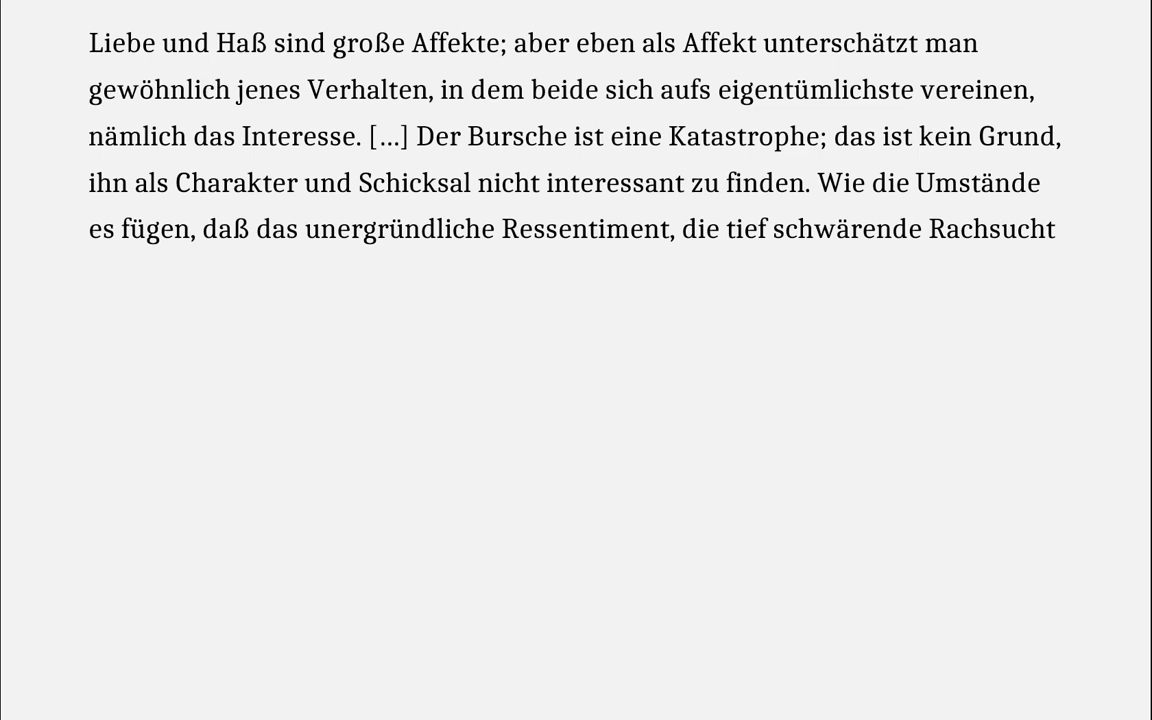 Liebe und Haß sind große Affekte; aber eben als Affekt unterschätzt man
gewöhnlich jenes Verhalten, in dem beide sich aufs eigentümlichste vereinen,
nämlich das Interesse. […] Der Bursche ist eine Katastrophe; das ist kein Grund,
ihn als Charakter und Schicksal nicht interessant zu finden. Wie die Umstände
es fügen, daß das unergründliche Ressentiment, die tief schwärende Rachsucht